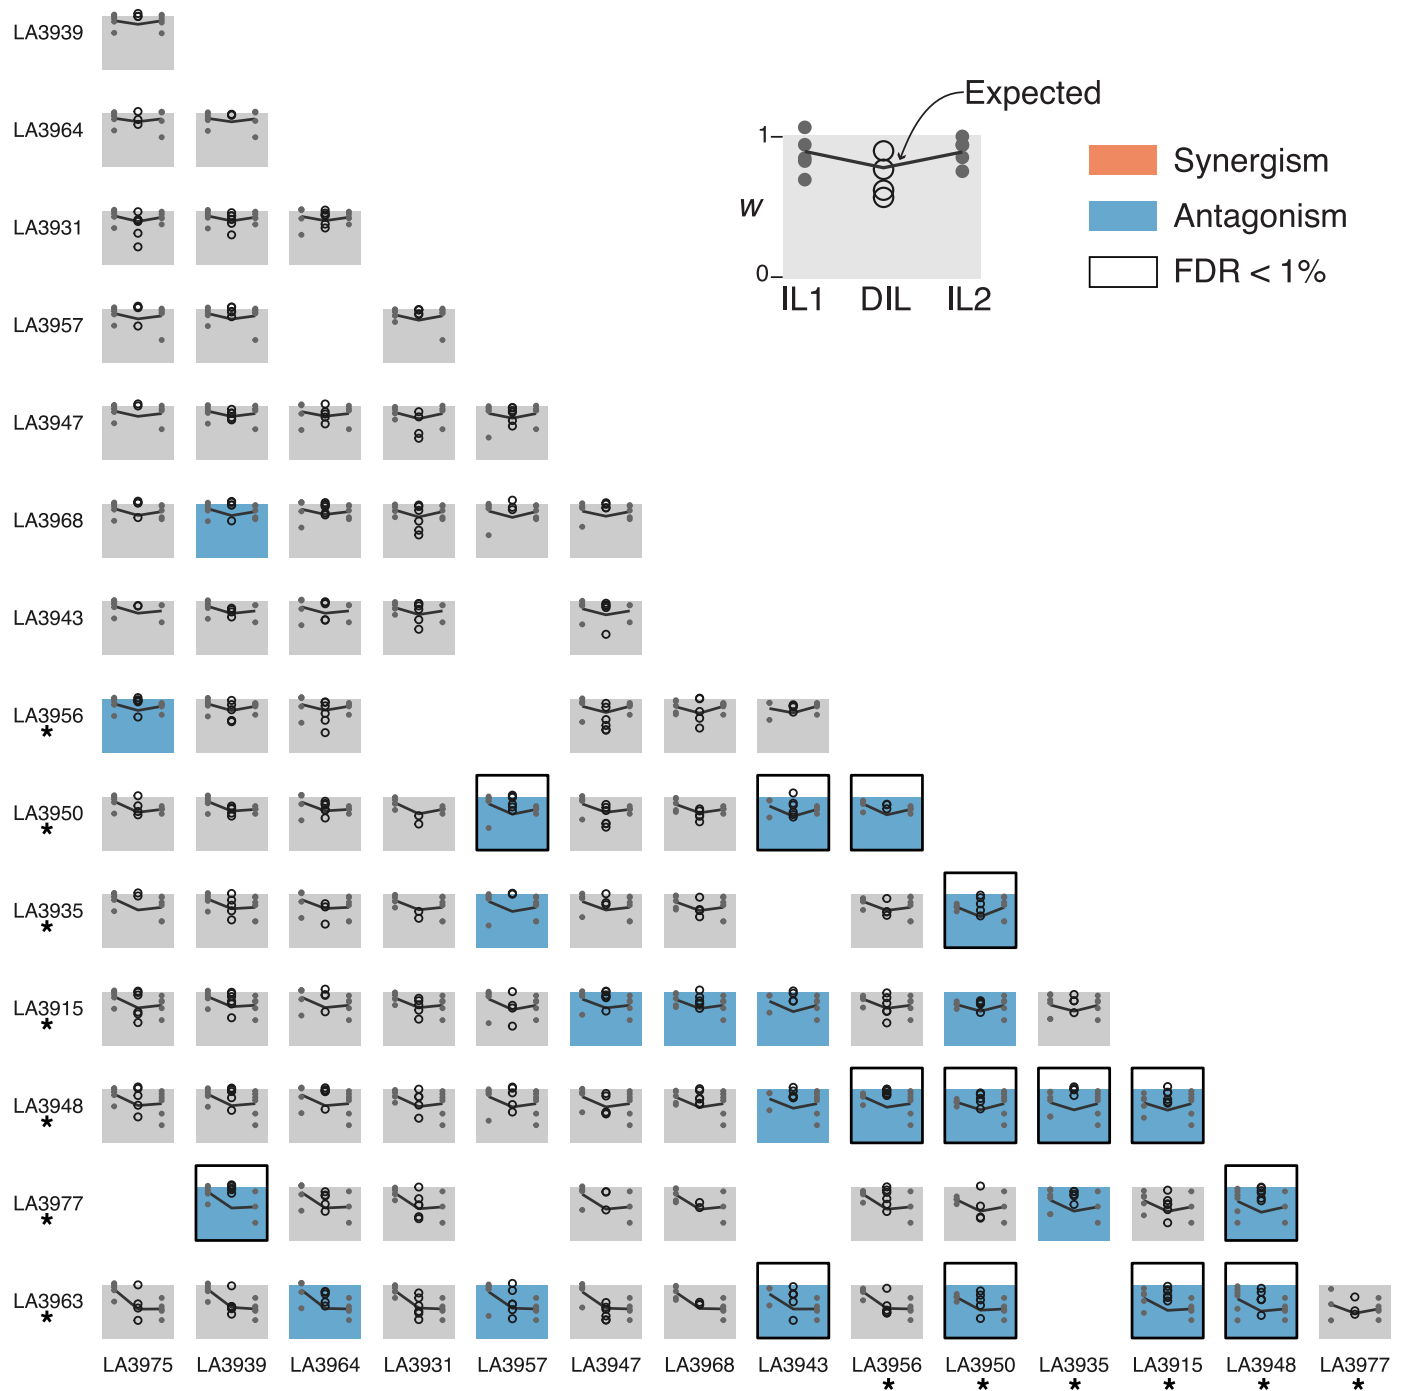 LA3939
LA3964
LA3931
LA3957
LA3947
LA3968
LA3943
LA3956
*
LA3950
*
LA3935
*
LA3915
*
LA3948
*
LA3977
*
LA3963
*
Expected
1
w
0
IL1 DIL IL2
Synergism
Antagonism
FDR < 1%
LA3975 LA3939 LA3964 LA3931 LA3957 LA3947 LA3968 LA3943 LA3956 LA3950 LA3935 LA3915 LA3948 LA3977
* * * * * *